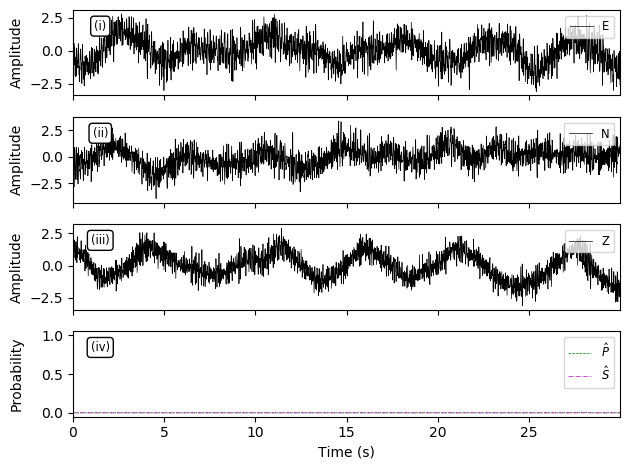 2.5
0.0
−2.5
Amplitude
(i)
E
2.5
0.0
−2.5
Amplitude
(ii)
N
2.5
0.0
−2.5
Amplitude
(iii)
Z
1.0
0.5
0.0
Probability
(iv)
P̂
Ŝ
0 5 10 15 20 25
Time (s)